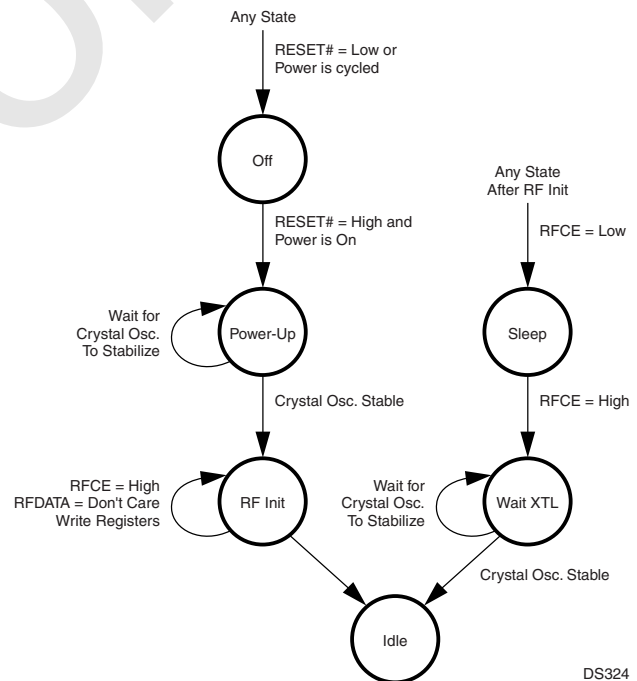 Any State
RESET# = Low or
Power is cycled
Off
RESET# = High and
Power is On
Wait for
Crystal Osc.
To Stabilize
Power-Up
Crystal Osc. Stable
RFCE = High
RFDATA = Don't Care
Write Registers
RF Init
Any State
After RF Init
RFCE = Low
Sleep
RFCE = High
Wait for
Crystal Osc.
To Stabilize
Wait XTL
Crystal Osc. Stable
Idle
DS324